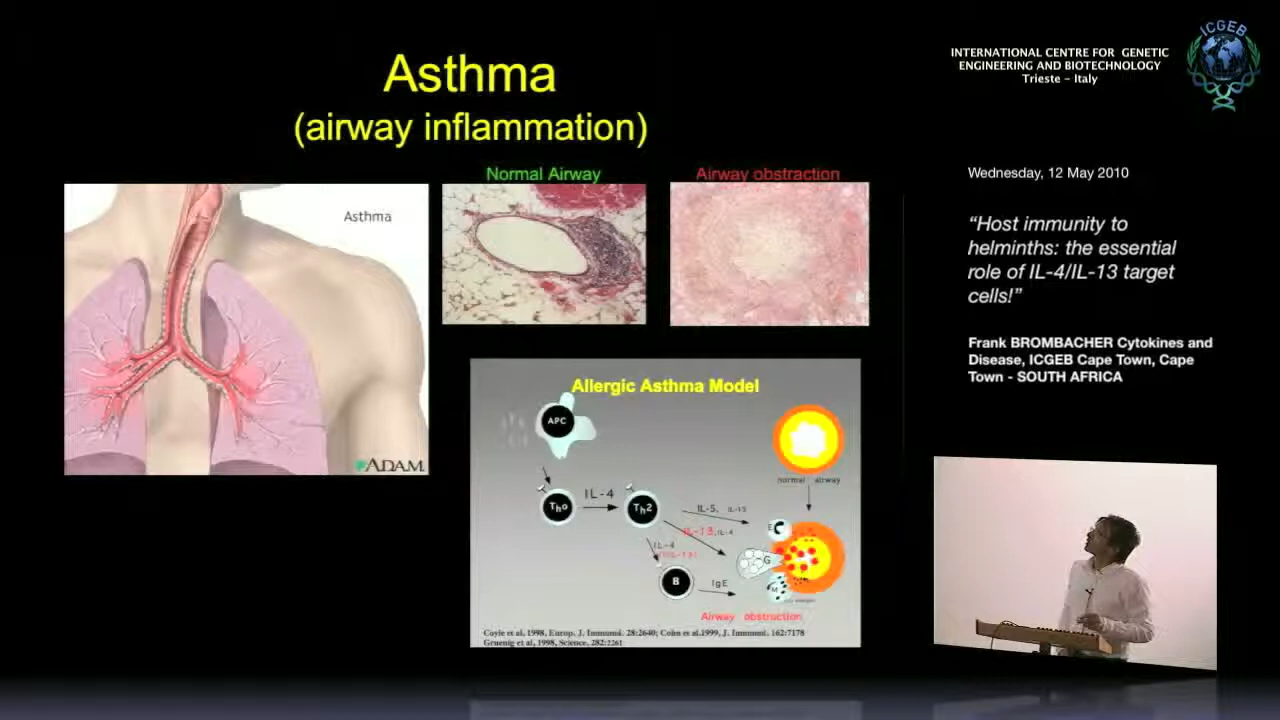 Asthma
(airway inflammation)
Normal Airway
Airway obstraction
Asthma
ADAM
Allergic Asthma Model
APC
normal airway
Th0
IL-4
Th2
IL-5, IL-13
IL-13, IL-4
E
G
IL-4
B
IgE
M
Airway obstruction
Coyle et al, 1998, Europ. J. Immunol. 28:2640; Cohn et al.1999, J. Immunol. 162:7178
Gruenig et al, 1998, Science, 282:2261
ICGEB
INTERNATIONAL CENTRE FOR GENETIC
ENGINEERING AND BIOTECHNOLOGY
Trieste - Italy
Wednesday, 12 May 2010
“Host immunity to
helminths: the essential
role of IL-4/IL-13 target
cells!”
Frank BROMBACHER Cytokines and
Disease, ICGEB Cape Town, Cape
Town - SOUTH AFRICA